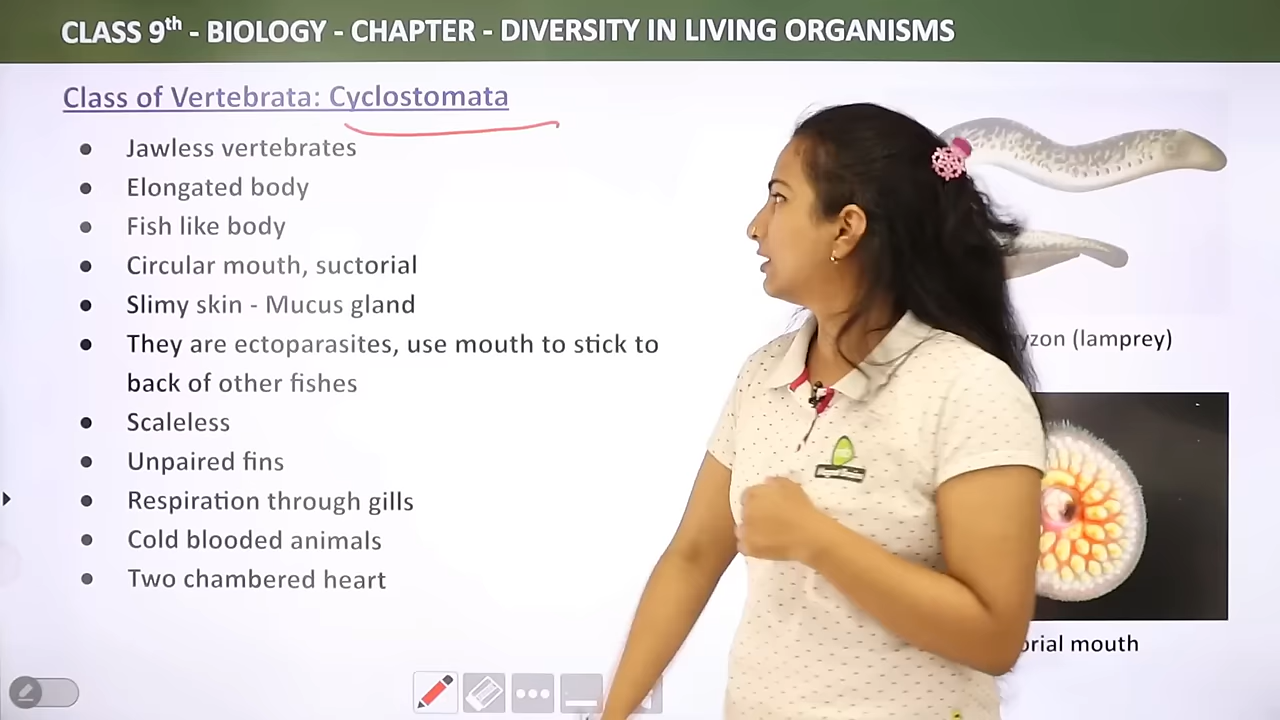 CLASS 9th - BIOLOGY - CHAPTER - DIVERSITY IN LIVING ORGANISMS
Class of Vertebrata: Cyclostomata
• Jawless vertebrates
• Elongated body
• Fish like body
• Circular mouth, suctorial
• Slimy skin - Mucus gland
• They are ectoparasites, use mouth to stick to
back of other fishes
• Scaleless
• Unpaired fins
• Respiration through gills
• Cold blooded animals
• Two chambered heart
(lamprey)
mouth